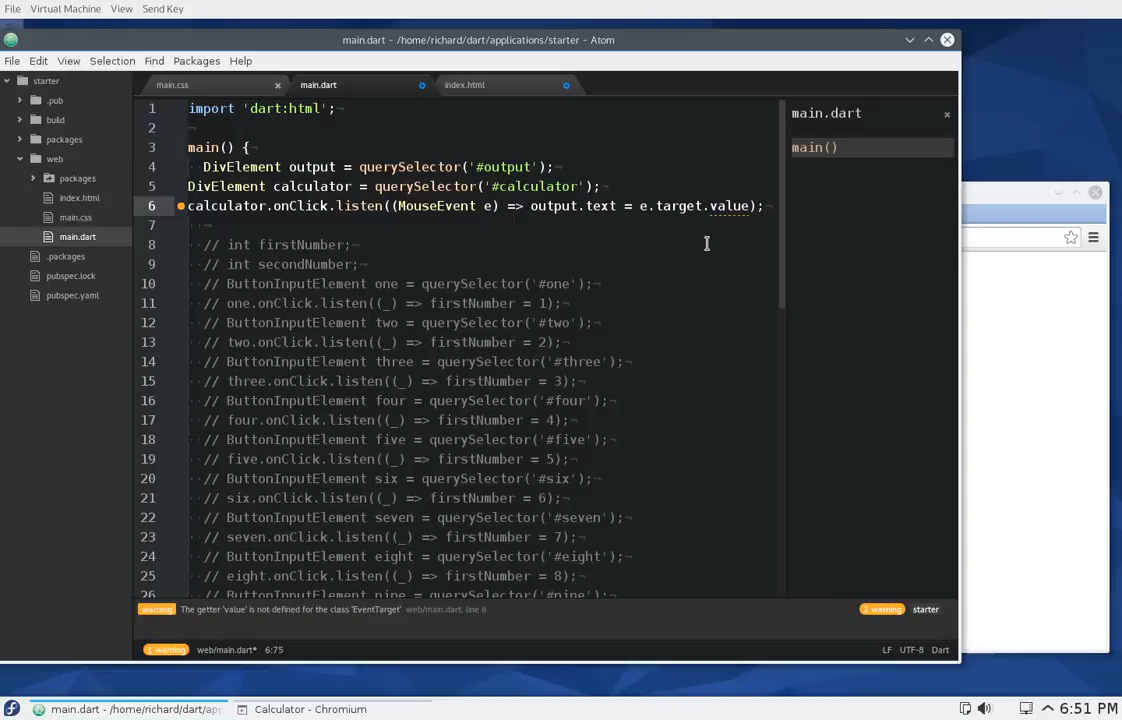 File Virtual Machine View Send Key
main.dart - /home/richard/dart/applications/starter - Atom
File Edit View Selection Find Packages Help
starter
.pub
build
packages
web
packages
index.html
main.css
main.dart
.packages
pubspec.lock
pubspec.yaml
main.css main.dart index.html
1 import 'dart:html';
2
3 main() {
4 DivElement output = querySelector('#output');
5 DivElement calculator = querySelector('#calculator');
6 calculator.onClick.listen((MouseEvent e) => output.text = e.target.value);
7
8 // int firstNumber;
9 // int secondNumber;
10 // ButtonInputElement one = querySelector('#one');
11 // one.onClick.listen((_) => firstNumber = 1);
12 // ButtonInputElement two = querySelector('#two');
13 // two.onClick.listen((_) => firstNumber = 2);
14 // ButtonInputElement three = querySelector('#three');
15 // three.onClick.listen((_) => firstNumber = 3);
16 // ButtonInputElement four = querySelector('#four');
17 // four.onClick.listen((_) => firstNumber = 4);
18 // ButtonInputElement five = querySelector('#five');
19 // five.onClick.listen((_) => firstNumber = 5);
20 // ButtonInputElement six = querySelector('#six');
21 // six.onClick.listen((_) => firstNumber = 6);
22 // ButtonInputElement seven = querySelector('#seven');
23 // seven.onClick.listen((_) => firstNumber = 7);
24 // ButtonInputElement eight = querySelector('#eight');
25 // eight.onClick.listen((_) => firstNumber = 8);
26 // ButtonInputElement nine = querySelector('#nine');
main.dart
main()
warning The getter 'value' is not defined for the class 'EventTarget' web/main.dart, line 6
1 warning starter
1 warning web/main.dart* 6:75
LF UTF-8 Dart
main.dart - /home/richard/dart/app
Calculator - Chromium
6:51 PM